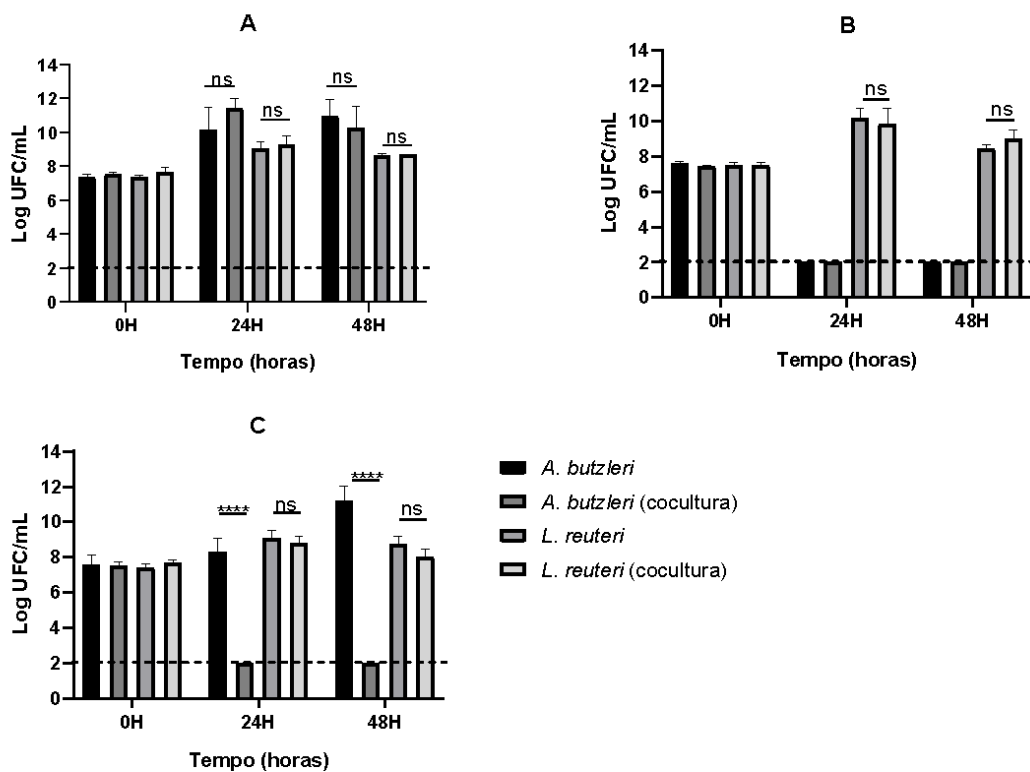 A
14
12
10
8
6
4
2
0
Log UFC/mL
ns
ns
ns
ns
0H
24H
48H
Tempo (horas)
B
14
12
10
8
6
4
2
0
Log UFC/mL
ns
ns
0H
24H
48H
Tempo (horas)
C
14
12
10
8
6
4
2
0
Log UFC/mL
****
ns
****
ns
0H
24H
48H
Tempo (horas)
A. butzleri
A. butzleri (cocultura)
L. reuteri
L. reuteri (cocultura)